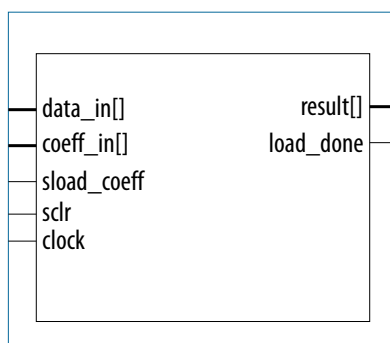 data_in[]
result[]
coeff_in[]
load_done
sload_coeff
sclr
clock